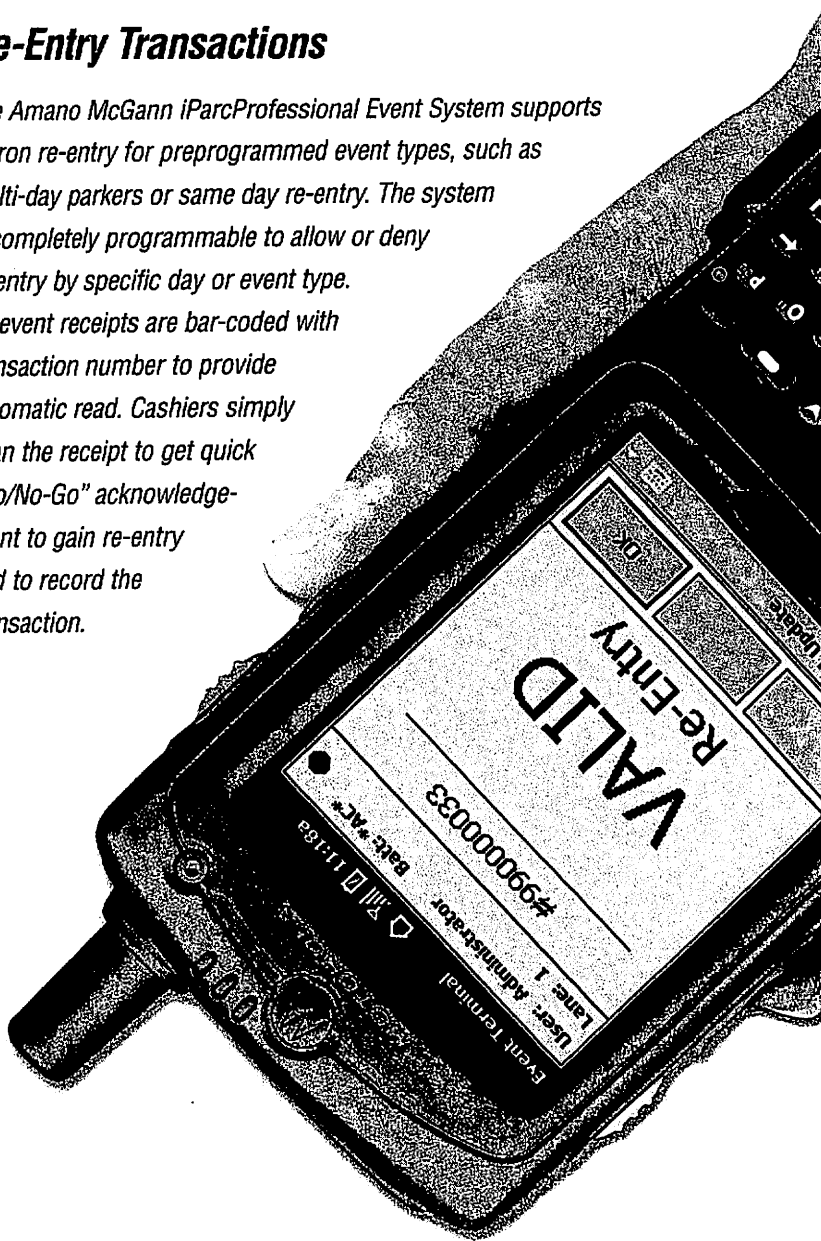 e-Entry Transactions
e Amano McGann iParcProfessional Event System supports
ron re-entry for preprogrammed event types, such as
lti-day parkers or same day re-entry. The system
completely programmable to allow or deny
entry by specific day or event type.
event receipts are bar-coded with
nsaction number to provide
omatic read. Cashiers simply
n the receipt to get quick
o/No-Go" acknowledge-
nt to gain re-entry
d to record the
nsaction.
Event Terminal 11:18a
User: Administrator Batt: *AC*
Lane: 1
#990000033
VALID
Re-Entry
OK
Update